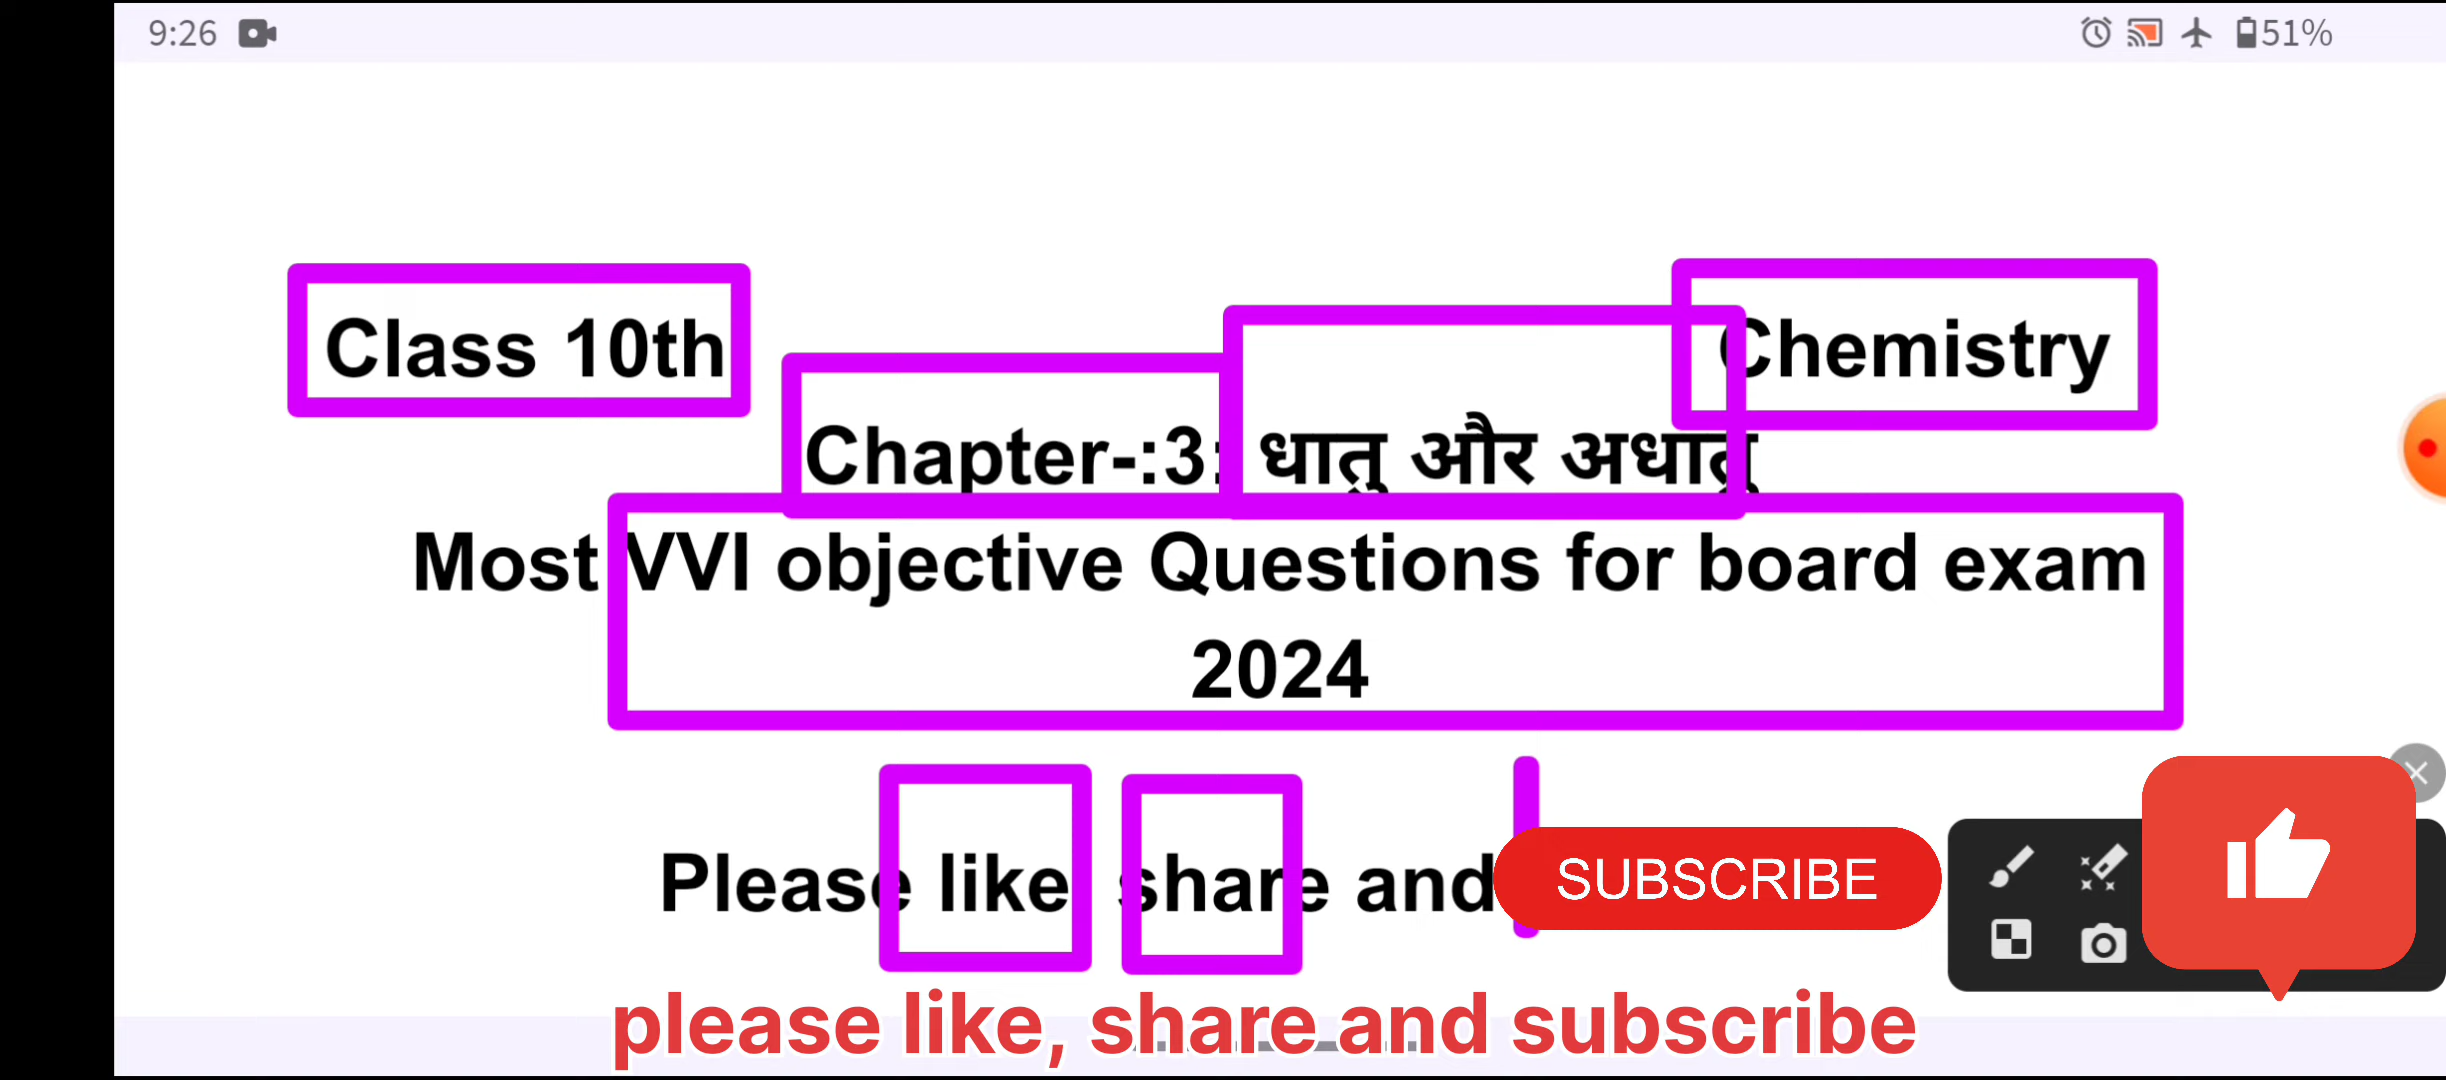 9:26 51%
Class 10th Chemistry
Chapter-:3: धातु और अधातु
Most VVI objective Questions for board exam
2024
Please like share and SUBSCRIBE
please like, share and subscribe